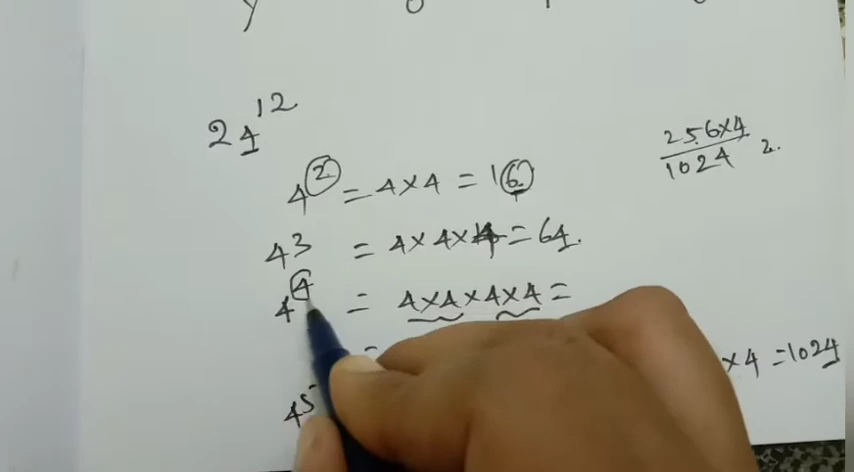 24^12
256×4
1024 2.
4^2 = 4×4 = 16
4^3 = 4×4×4 = 64.
4^4 = 4×4×4×4 =
=
4^5 ×4 = 1024